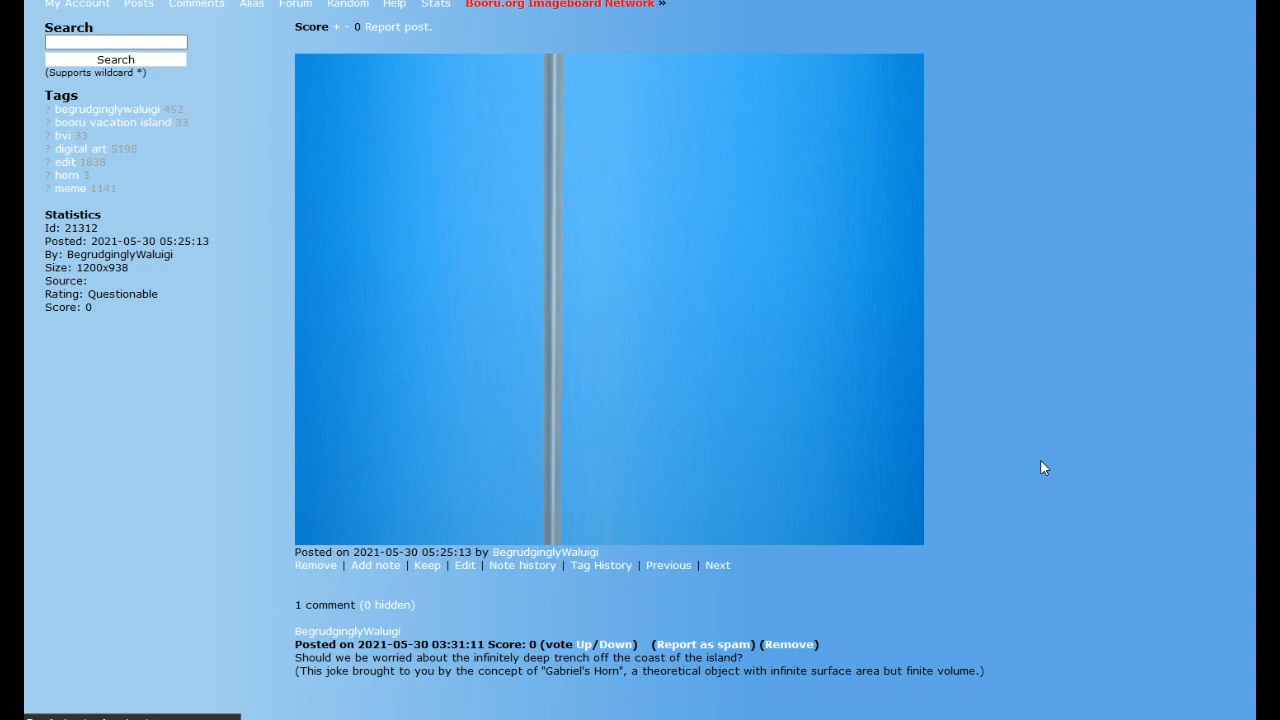 My Account Posts Comments Alias Forum Random Help Stats Booru.org Imageboard Network »
Search
Search
(Supports wildcard *)
Tags
? begrudginglywaluigi 452
? booru vacation island 33
? bvi 33
? digital art 5198
? edit 1838
? horn 3
? meme 1141
Statistics
Id: 21312
Posted: 2021-05-30 05:25:13
By: BegrudginglyWaluigi
Size: 1200x938
Source:
Rating: Questionable
Score: 0
Score + - 0 Report post.
Posted on 2021-05-30 05:25:13 by BegrudginglyWaluigi
Remove | Add note | Keep | Edit | Note history | Tag History | Previous | Next
1 comment (0 hidden)
BegrudginglyWaluigi
Posted on 2021-05-30 03:31:11 Score: 0 (vote Up/Down) (Report as spam) (Remove)
Should we be worried about the infinitely deep trench off the coast of the island?
(This joke brought to you by the concept of "Gabriel's Horn", a theoretical object with infinite surface area but finite volume.)